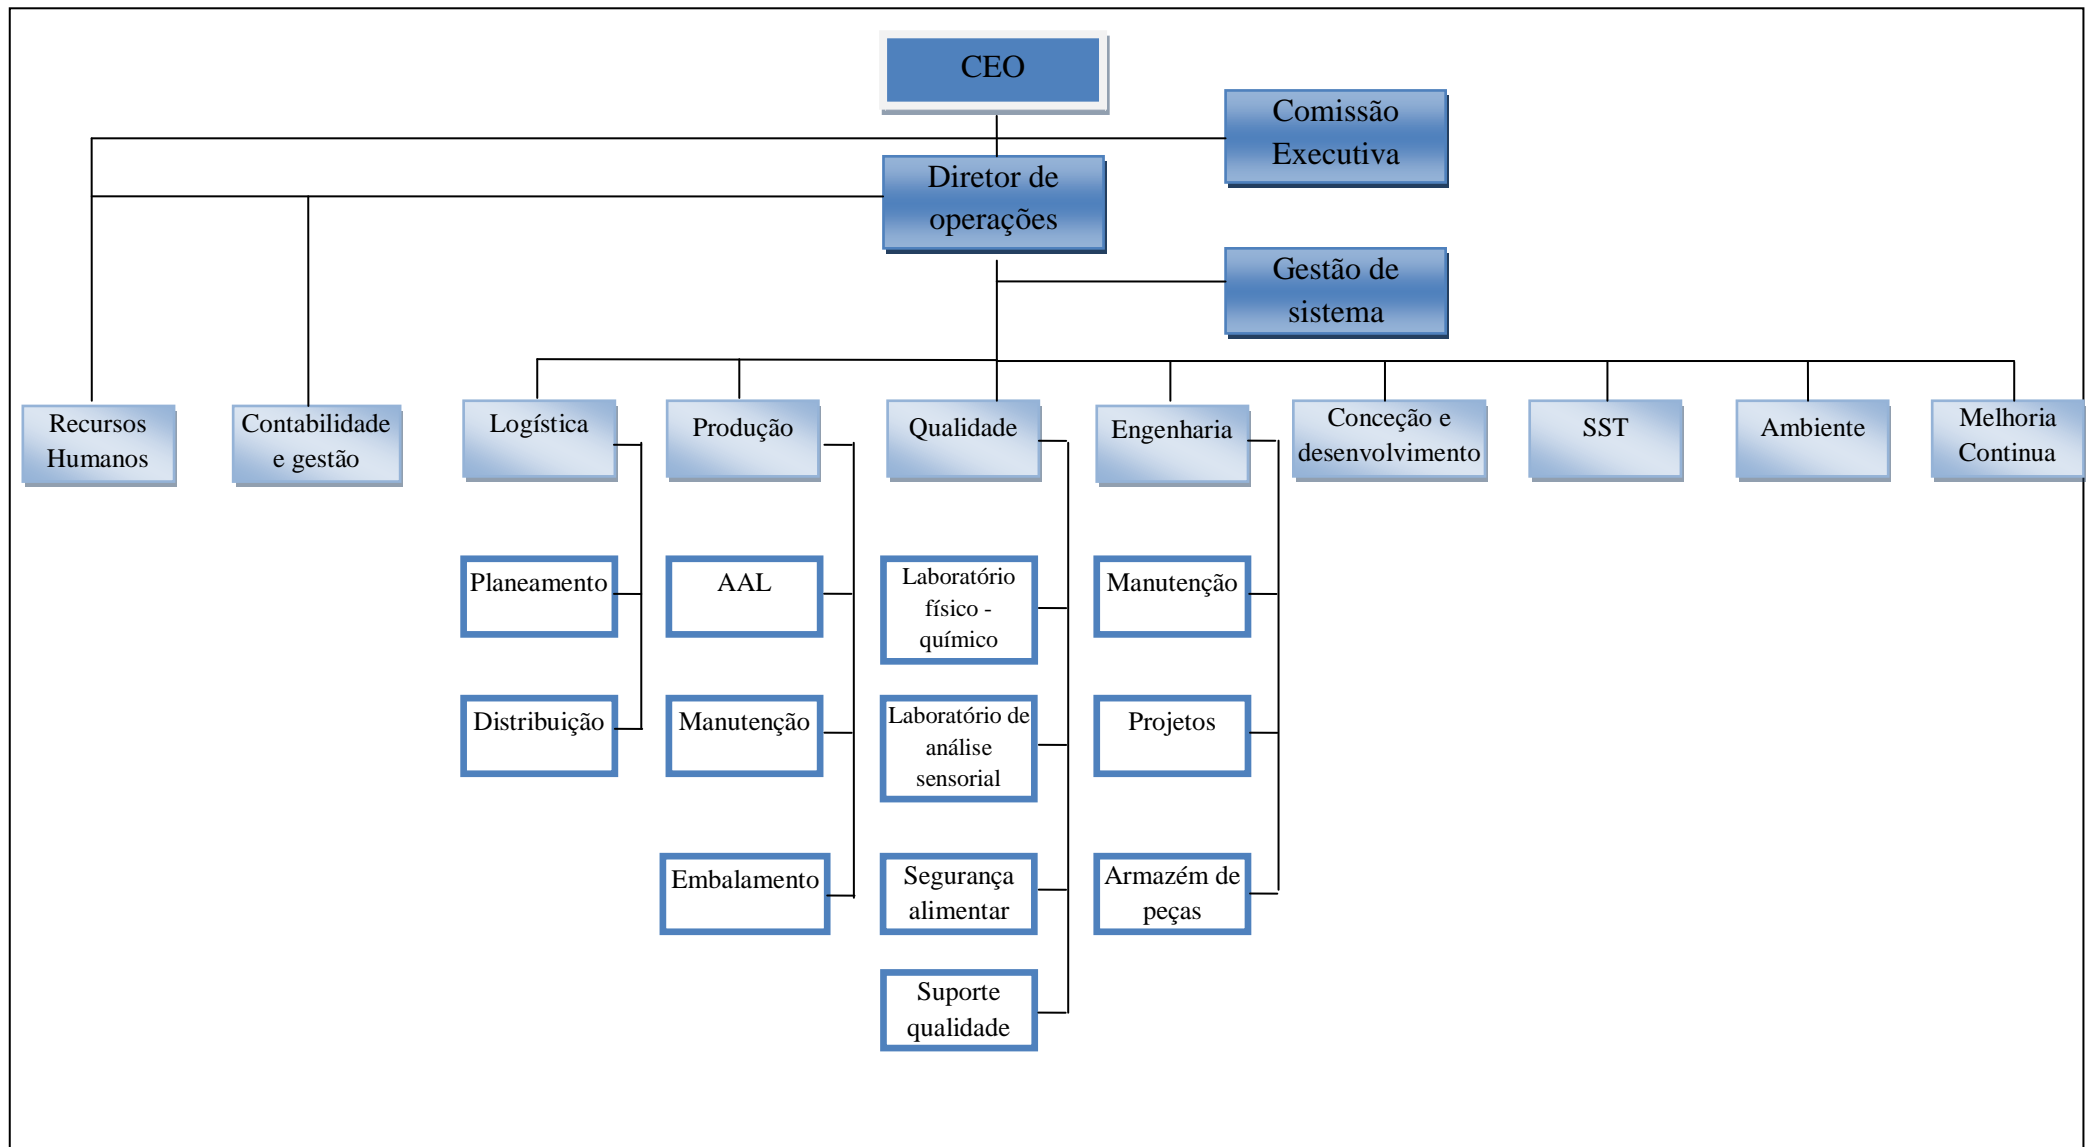 CEO
Comissão
Executiva
Diretor de
operações
Gestão de
sistema
Recursos
Humanos
Contabilidade
e gestão
Logística
Produção
Qualidade
Engenharia
Conceção e
desenvolvimento
SST
Ambiente
Melhoria
Continua
Planeamento
AAL
Laboratório
físico -
químico
Manutenção
Distribuição
Manutenção
Laboratório de
análise
sensorial
Projetos
Embalamento
Segurança
alimentar
Armazém de
peças
Suporte
qualidade